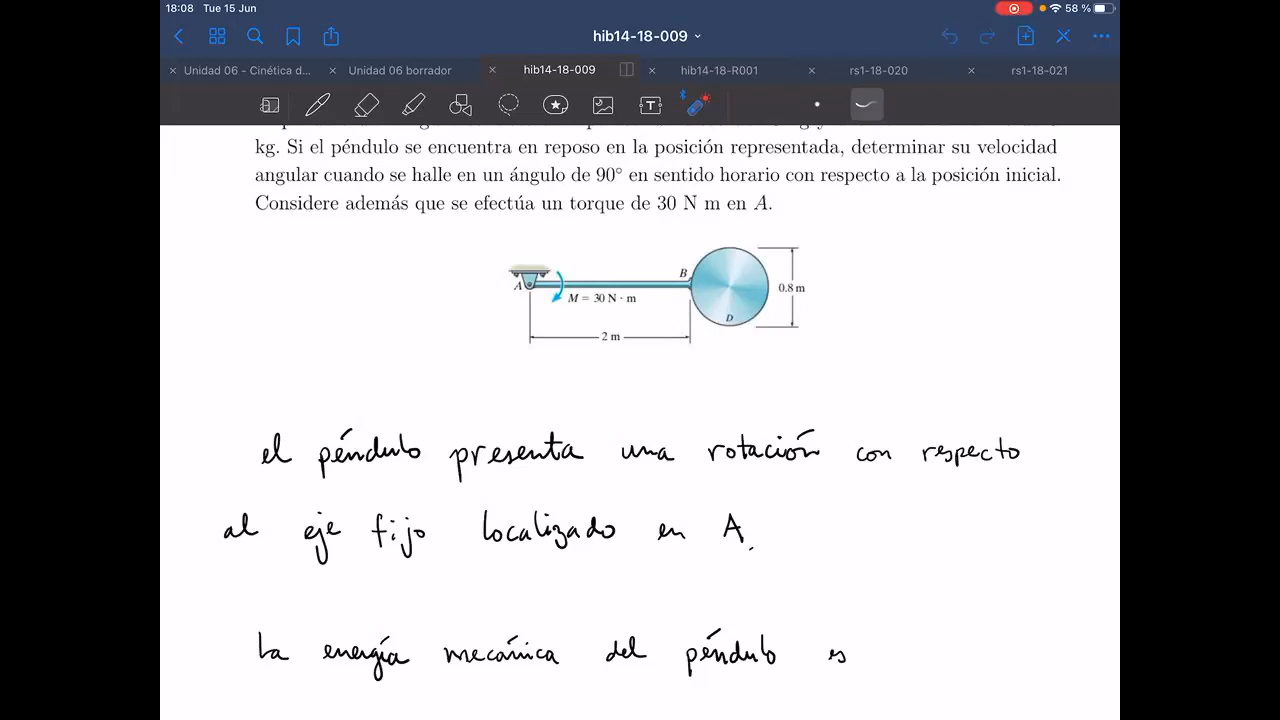 18:08 Tue 15 Jun
58 %
hib14-18-009
Unidad 06 - Cinética d...
Unidad 06 borrador
hib14-18-009
hib14-18-R001
rs1-18-020
rs1-18-021
kg. Si el péndulo se encuentra en reposo en la posición representada, determinar su velocidad
angular cuando se halle en un ángulo de 90° en sentido horario con respecto a la posición inicial.
Considere además que se efectúa un torque de 30 N m en A.
B
A
M = 30 N · m
0.8 m
D
2 m
el péndulo presenta una rotación con respecto
al eje fijo localizado en A.
la energía mecánica del péndulo es